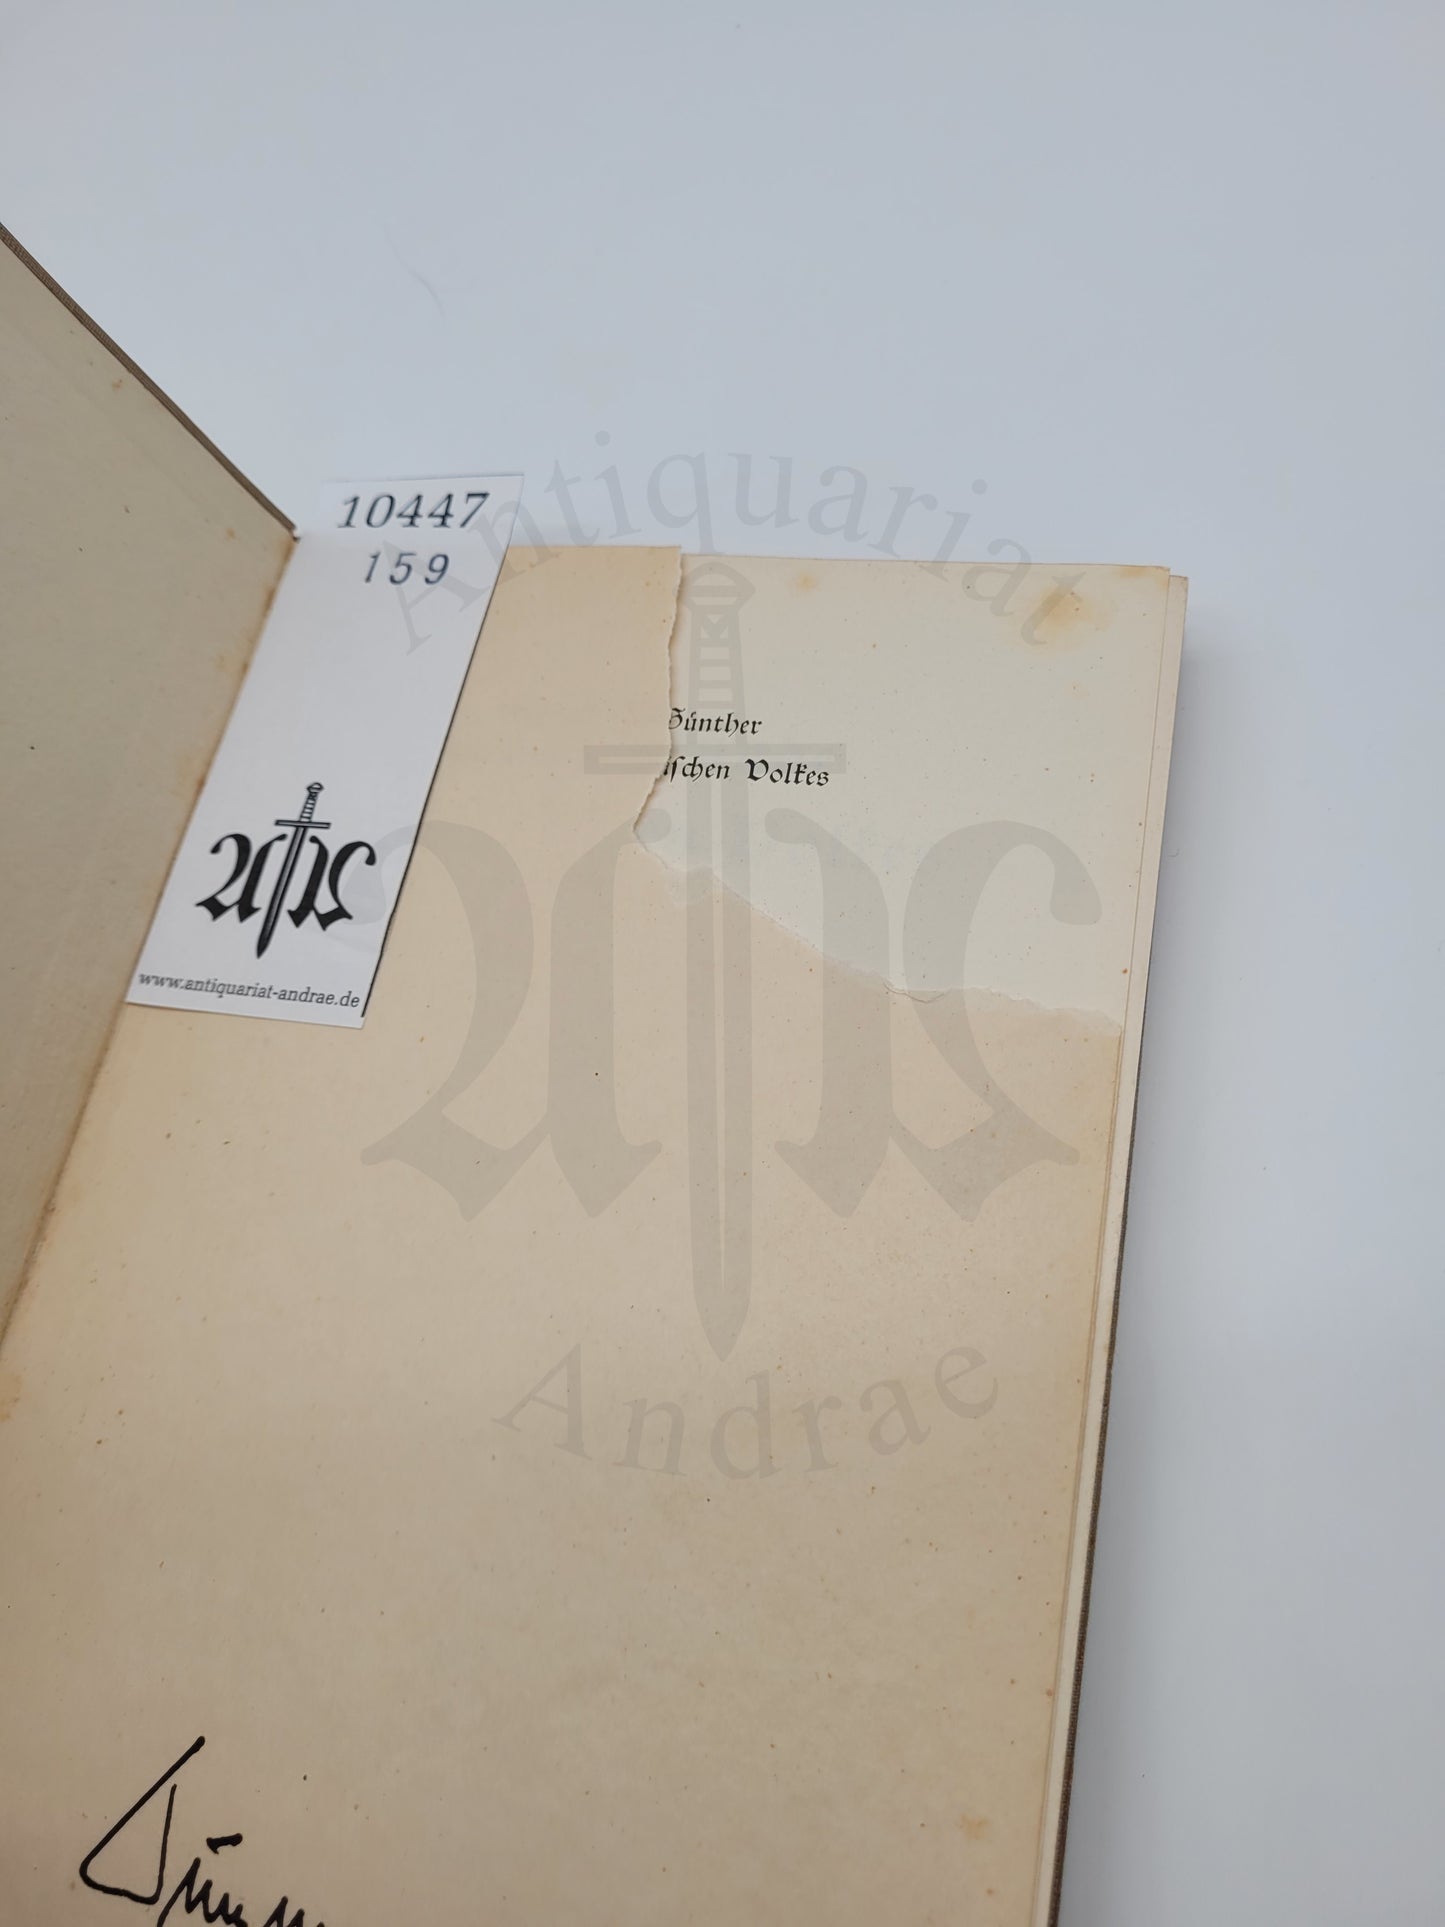 10447
159
Günther
ischen Volkes
www.antiquariat-andrae.de
Antiquariat
Andrae